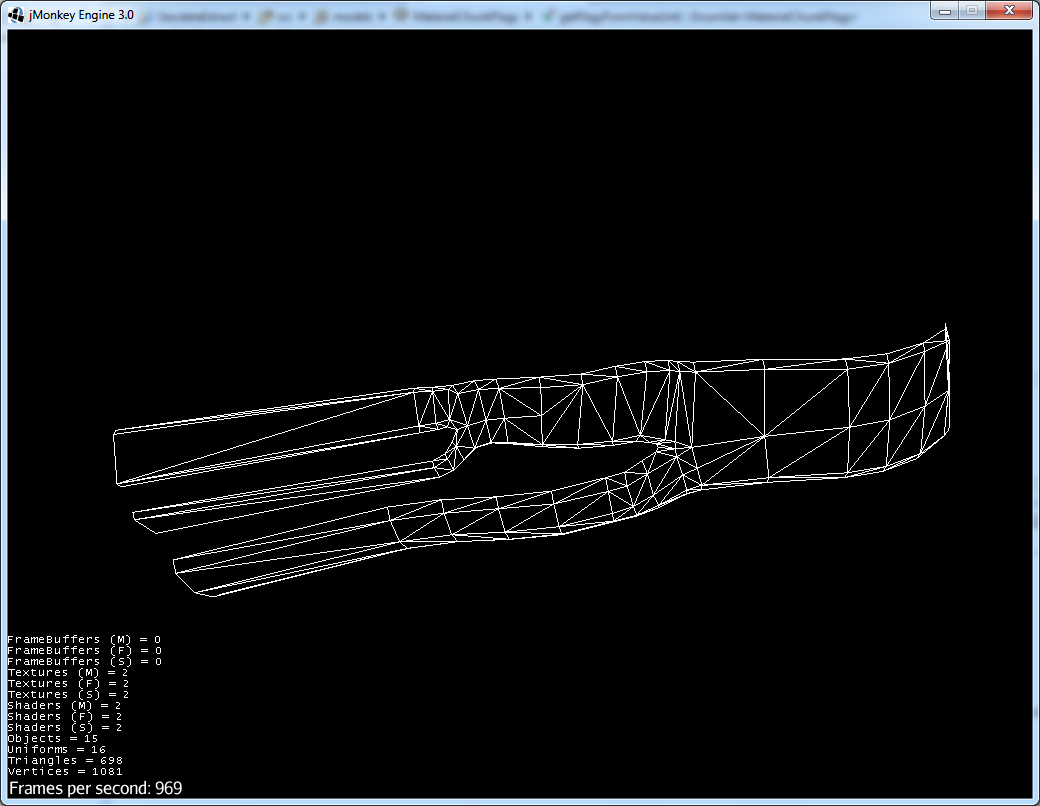 jMonkey Engine 3.0
FrameBuffers (M) = 0
FrameBuffers (F) = 0
FrameBuffers (S) = 0
Textures (M) = 2
Textures (F) = 2
Textures (S) = 2
Shaders (M) = 2
Shaders (F) = 2
Shaders (S) = 2
Objects = 15
Uniforms = 16
Triangles = 698
Vertices = 1081
Frames per second: 969